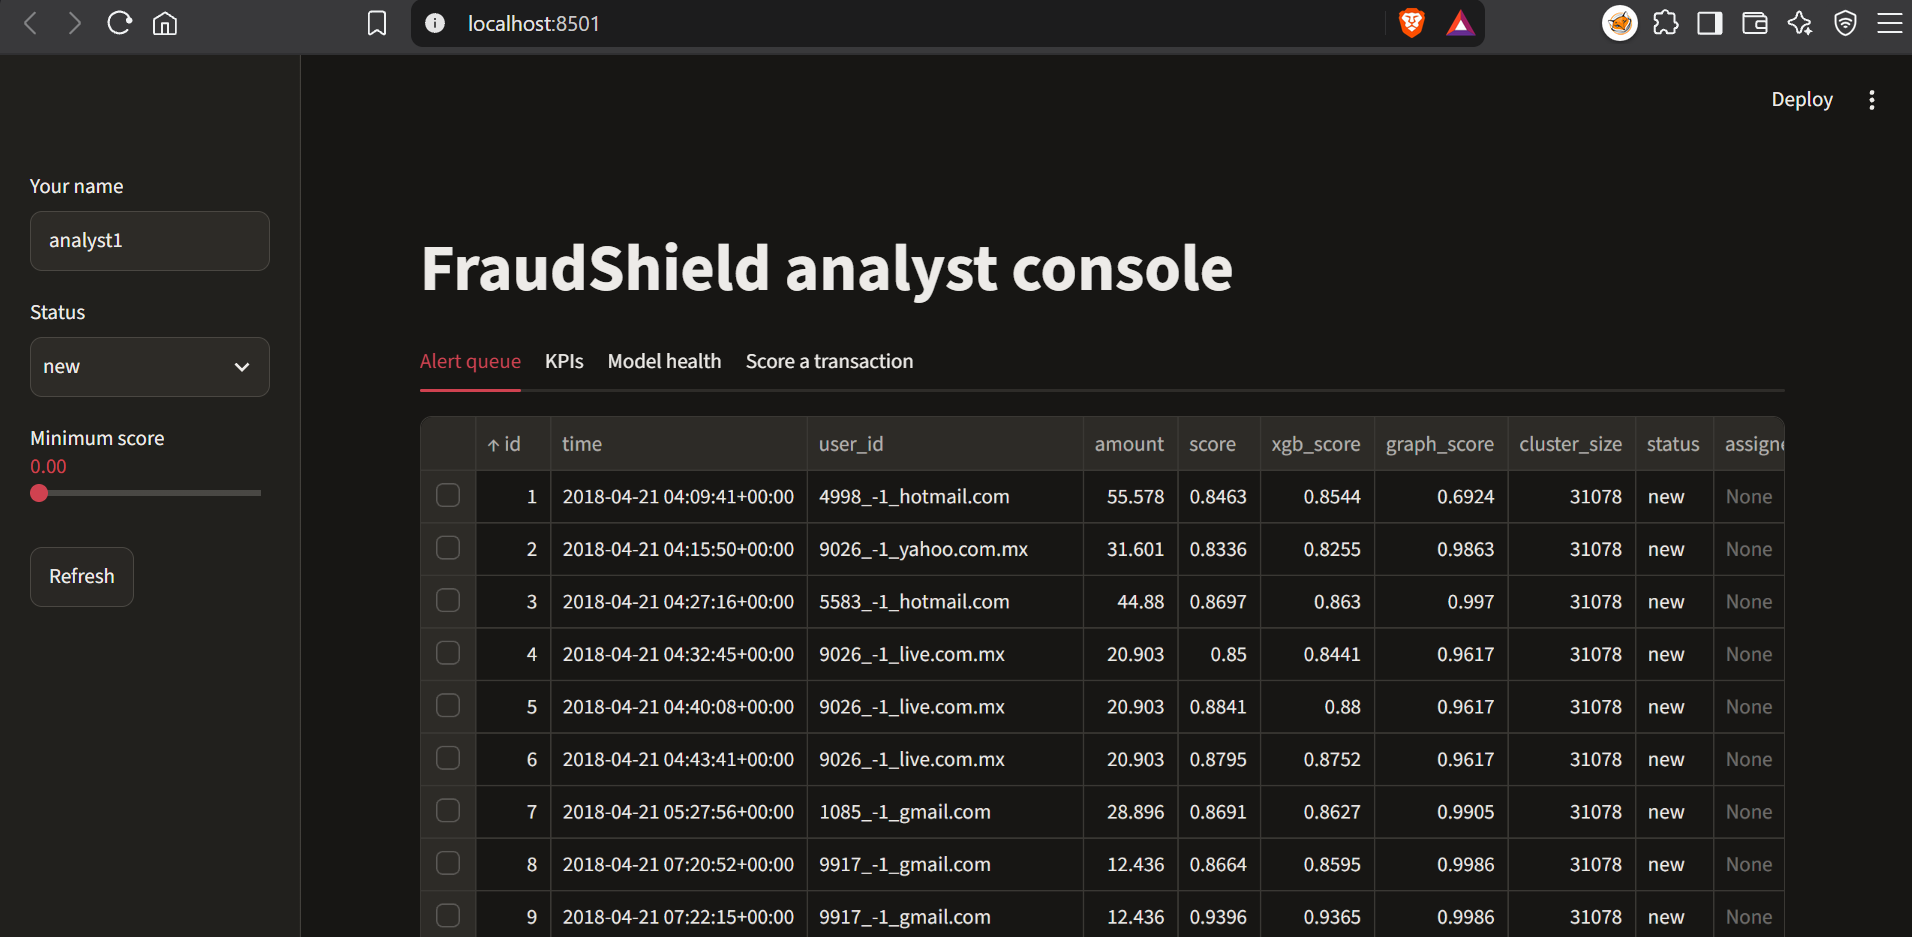 localhost:8501
Deploy
Your name
analyst1
Status
new
Minimum score
0.00
Refresh
FraudShield analyst console
Alert queue KPIs Model health Score a transaction
↑ id time user_id amount score xgb_score graph_score cluster_size status assigne
1 2018-04-21 04:09:41+00:00 4998_-1_hotmail.com 55.578 0.8463 0.8544 0.6924 31078 new None
2 2018-04-21 04:15:50+00:00 9026_-1_yahoo.com.mx 31.601 0.8336 0.8255 0.9863 31078 new None
3 2018-04-21 04:27:16+00:00 5583_-1_hotmail.com 44.88 0.8697 0.863 0.997 31078 new None
4 2018-04-21 04:32:45+00:00 9026_-1_live.com.mx 20.903 0.85 0.8441 0.9617 31078 new None
5 2018-04-21 04:40:08+00:00 9026_-1_live.com.mx 20.903 0.8841 0.88 0.9617 31078 new None
6 2018-04-21 04:43:41+00:00 9026_-1_live.com.mx 20.903 0.8795 0.8752 0.9617 31078 new None
7 2018-04-21 05:27:56+00:00 1085_-1_gmail.com 28.896 0.8691 0.8627 0.9905 31078 new None
8 2018-04-21 07:20:52+00:00 9917_-1_gmail.com 12.436 0.8664 0.8595 0.9986 31078 new None
9 2018-04-21 07:22:15+00:00 9917_-1_gmail.com 12.436 0.9396 0.9365 0.9986 31078 new None